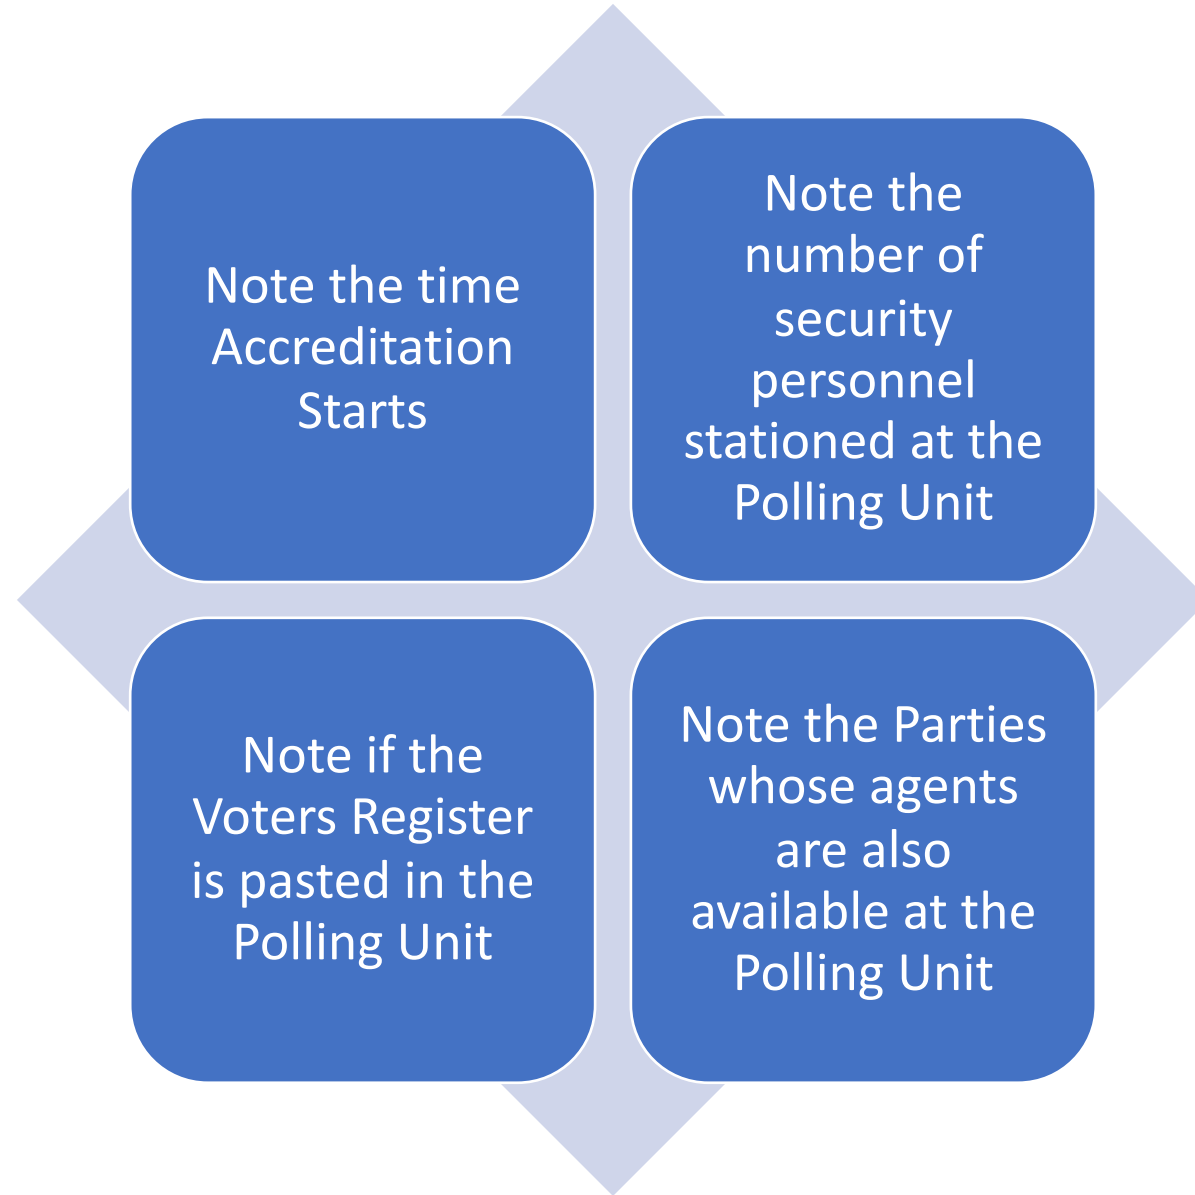 Note the time
Accreditation
Starts
Note the
number of
security
personnel
stationed at the
Polling Unit
Note if the
Voters Register
is pasted in the
Polling Unit
Note the Parties
whose agents
are also
available at the
Polling Unit